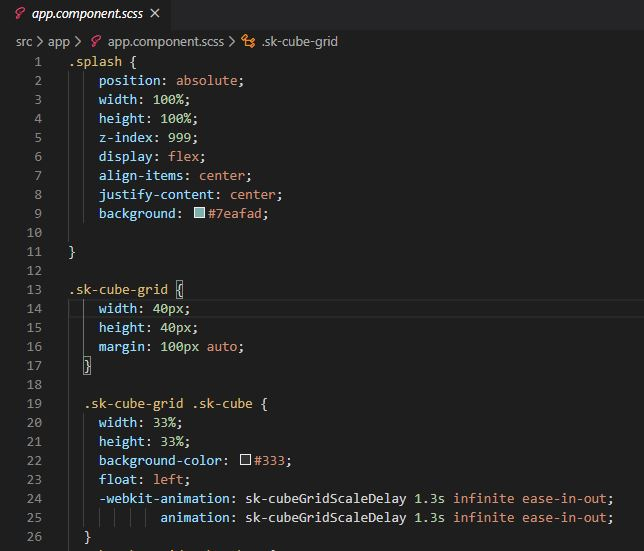 app.component.scss ×
src > app > app.component.scss > .sk-cube-grid
1 .splash {
2 position: absolute;
3 width: 100%;
4 height: 100%;
5 z-index: 999;
6 display: flex;
7 align-items: center;
8 justify-content: center;
9 background: #7eafad;
10
11 }
12
13 .sk-cube-grid {
14 width: 40px;
15 height: 40px;
16 margin: 100px auto;
17 }
18
19 .sk-cube-grid .sk-cube {
20 width: 33%;
21 height: 33%;
22 background-color: #333;
23 float: left;
24 -webkit-animation: sk-cubeGridScaleDelay 1.3s infinite ease-in-out;
25 animation: sk-cubeGridScaleDelay 1.3s infinite ease-in-out;
26 }